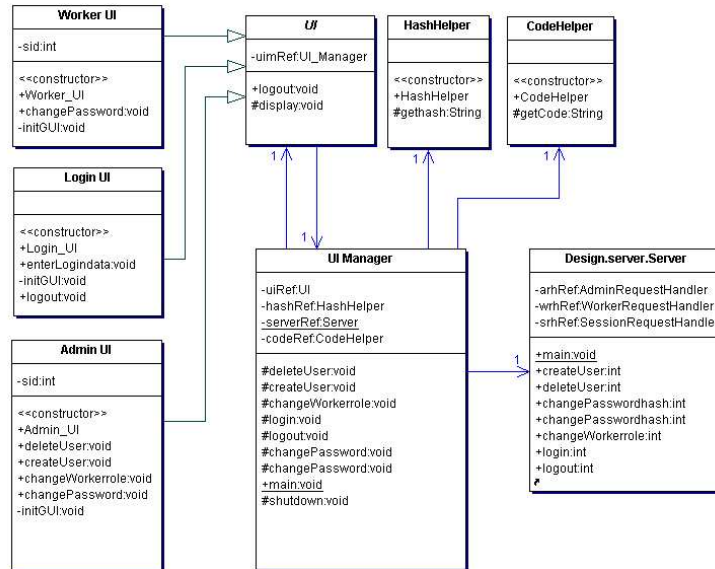 Worker UI
-sid:int
<<constructor>>
+Worker_UI
+changePassword:void
-initGUI:void
UI
-uimRef:UI_Manager
+logout:void
#display:void
HashHelper
<<constructor>>
+HashHelper
#gethash:String
CodeHelper
<<constructor>>
+CodeHelper
#getCode:String
Login UI
<<constructor>>
+Login_UI
+enterLogindata:void
-initGUI:void
+logout:void
1
1
1
1
UI Manager
-uiRef:UI
-hashRef:HashHelper
-serverRef:Server
-codeRef:CodeHelper
#deleteUser:void
#createUser:void
#changeWorkerrole:void
#login:void
#logout:void
#changePassword:void
#changePassword:void
+main:void
#shutdown:void
1
Design.server.Server
-arhRef:AdminRequestHandler
-wrhRef:WorkerRequestHandler
-srhRef:SessionRequestHandler
+main:void
+createUser:int
+deleteUser:int
+changePasswordhash:int
+changePasswordhash:int
+changeWorkerrole:int
+login:int
+logout:int
Admin UI
-sid:int
<<constructor>>
+Admin_UI
+deleteUser:void
+createUser:void
+changeWorkerrole:void
+changePassword:void
-initGUI:void